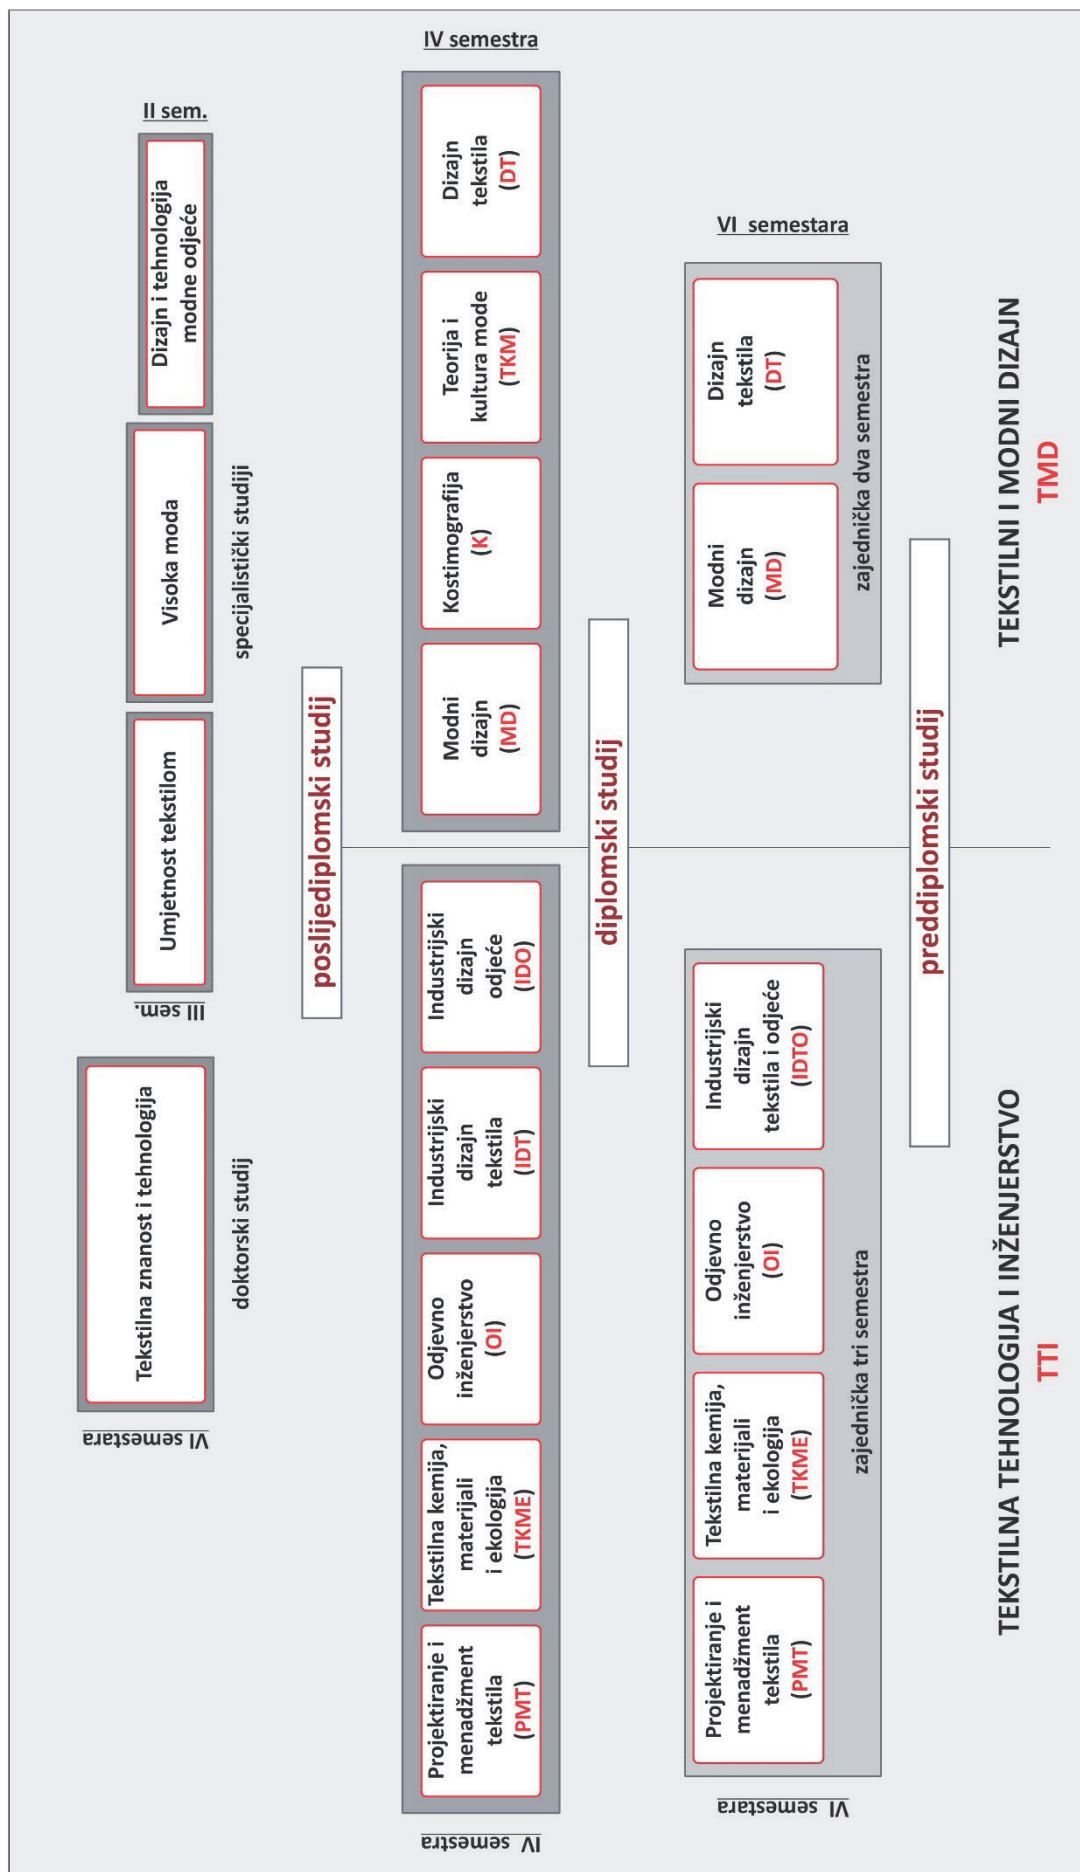 VI semestara
Tekstilna znanost i tehnologija
doktorski studij
III sem.
Umjetnost tekstilom
Visoka moda
Dizajn i tehnologija
modne odjeće
II sem.
specijalistički studiji
poslijediplomski studij
IV semestra
Projektiranje i
menadžment
tekstila
(PMT)
Tekstilna kemija,
materijali
i ekologija
(TKME)
Odjevno
inženjerstvo
(OI)
Industrijski
dizajn
tekstila
(IDT)
Industrijski
dizajn
odjeće
(IDO)
Modni
dizajn
(MD)
Kostimografija
(K)
Teorija i
kultura mode
(TKM)
Dizajn
tekstila
(DT)
IV semestra
diplomski studij
VI semestara
Projektiranje i
menadžment
tekstila
(PMT)
Tekstilna kemija,
materijali
i ekologija
(TKME)
Odjevno
inženjerstvo
(OI)
Industrijski
dizajn
tekstila i odjeće
(IDTO)
zajednička tri semestra
Modni
dizajn
(MD)
Dizajn
tekstila
(DT)
zajednička dva semestra
VI semestara
preddiplomski studij
TEKSTILNA TEHNOLOGIJA I INŽENJERSTVO
TTI
TEKSTILNI I MODNI DIZAJN
TMD